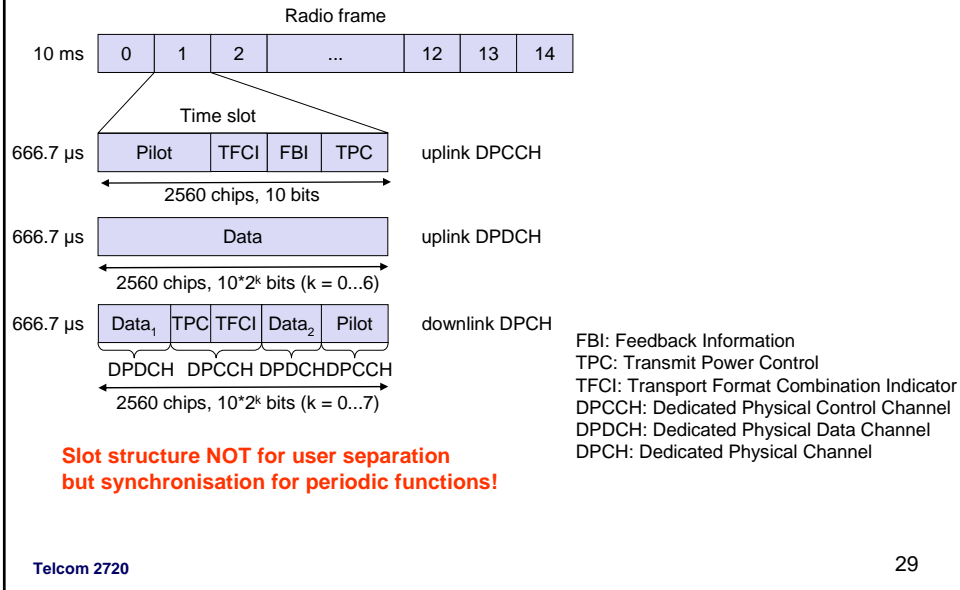 Radio frame
10 ms 0 1 2 ... 12 13 14
Time slot
666.7 µs Pilot TFCI FBI TPC uplink DPCCH
2560 chips, 10 bits
666.7 µs Data uplink DPDCH
2560 chips, 10*2ᵏ bits (k = 0...6)
666.7 µs Data₁ TPC TFCI Data₂ Pilot downlink DPCH
DPDCH DPCCH DPDCH DPCCH
2560 chips, 10*2ᵏ bits (k = 0...7)
FBI: Feedback Information
TPC: Transmit Power Control
TFCI: Transport Format Combination Indicator
DPCCH: Dedicated Physical Control Channel
DPDCH: Dedicated Physical Data Channel
DPCH: Dedicated Physical Channel
Slot structure NOT for user separation
but synchronisation for periodic functions!
Telcom 2720 29